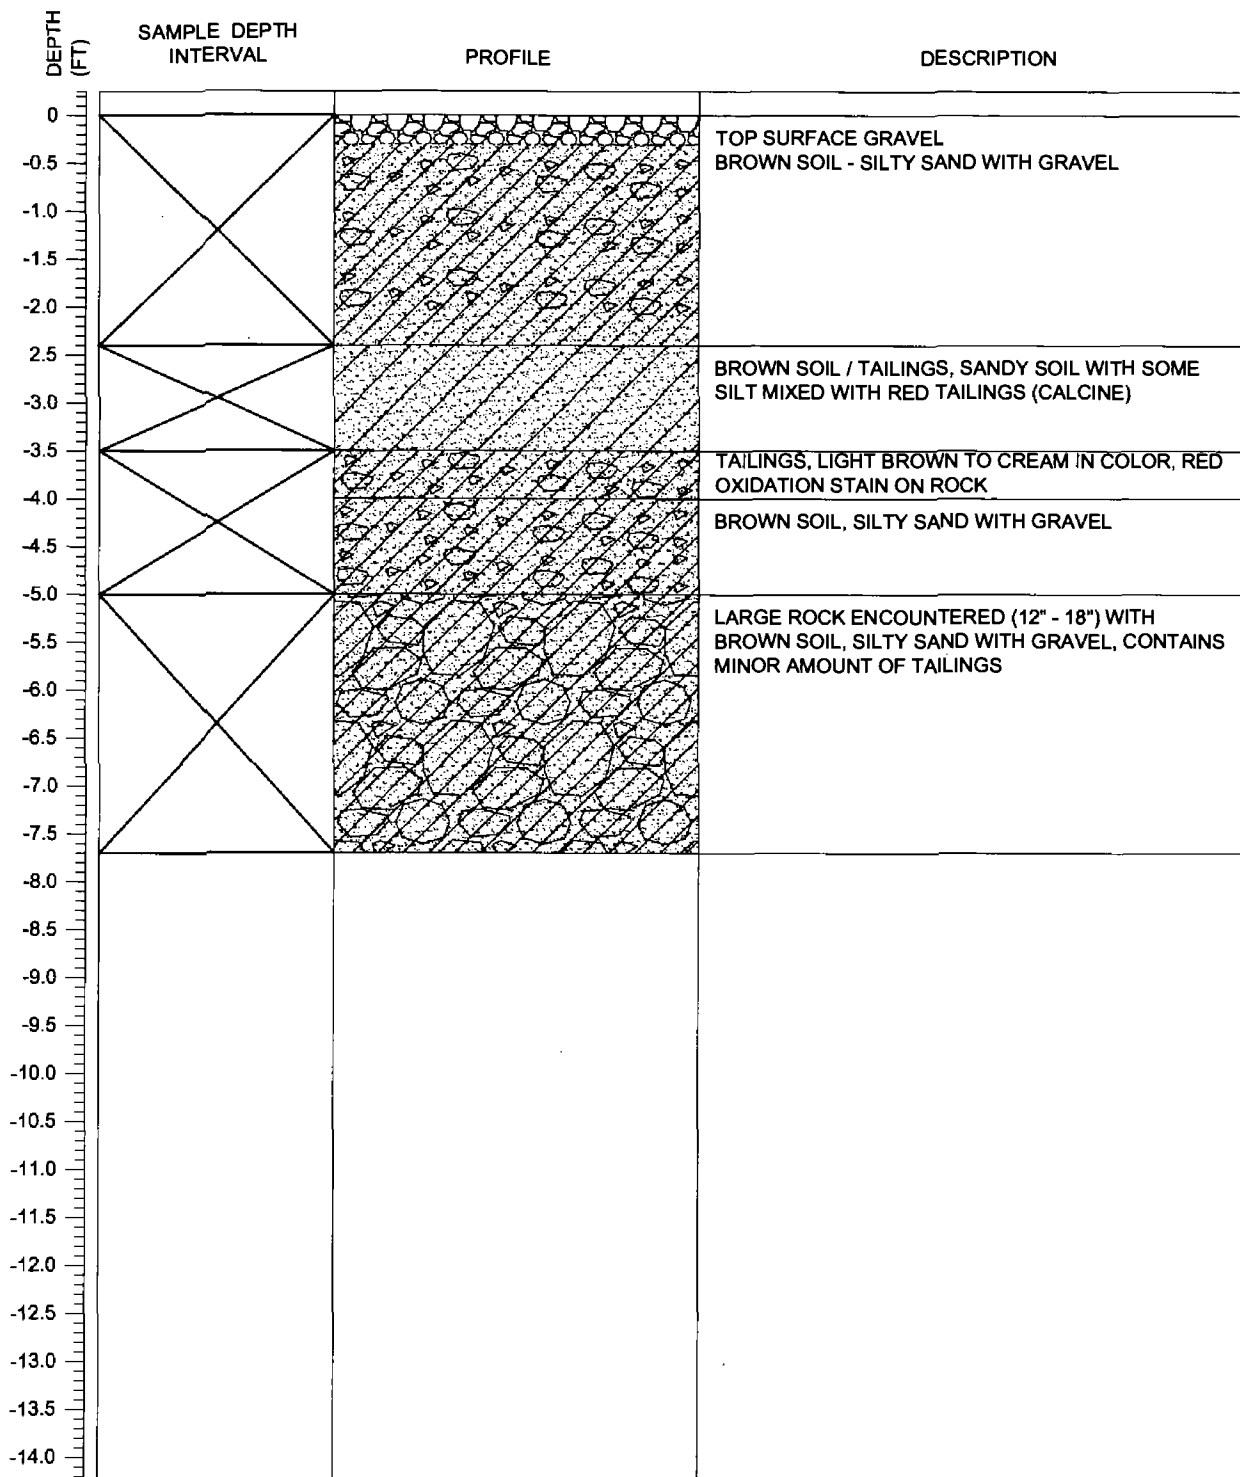 DEPTH
(FT)
SAMPLE DEPTH
INTERVAL
PROFILE
DESCRIPTION
0
-0.5
-1.0
-1.5
-2.0
2.5
-3.0
-3.5
-4.0
-4.5
-5.0
-5.5
-6.0
-6.5
-7.0
-7.5
-8.0
-8.5
-9.0
-9.5
-10.0
-10.5
-11.0
-11.5
-12.0
-12.5
-13.0
-13.5
-14.0
TOP SURFACE GRAVEL
BROWN SOIL - SILTY SAND WITH GRAVEL
BROWN SOIL / TAILINGS, SANDY SOIL WITH SOME
SILT MIXED WITH RED TAILINGS (CALCINE)
TAILINGS, LIGHT BROWN TO CREAM IN COLOR, RED
OXIDATION STAIN ON ROCK
BROWN SOIL, SILTY SAND WITH GRAVEL
LARGE ROCK ENCOUNTERED (12" - 18") WITH
BROWN SOIL, SILTY SAND WITH GRAVEL, CONTAINS
MINOR AMOUNT OF TAILINGS